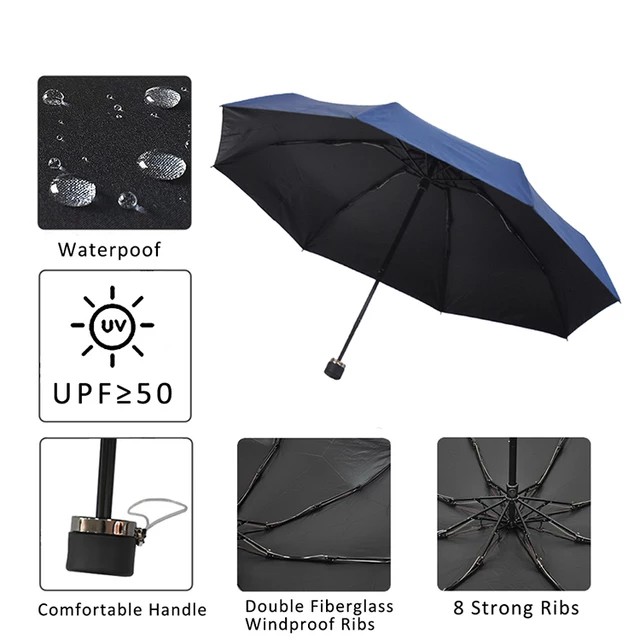 Waterpoof
UV
UPF≥50
Comfortable Handle
Double Fiberglass
Windproof Ribs
8 Strong Ribs